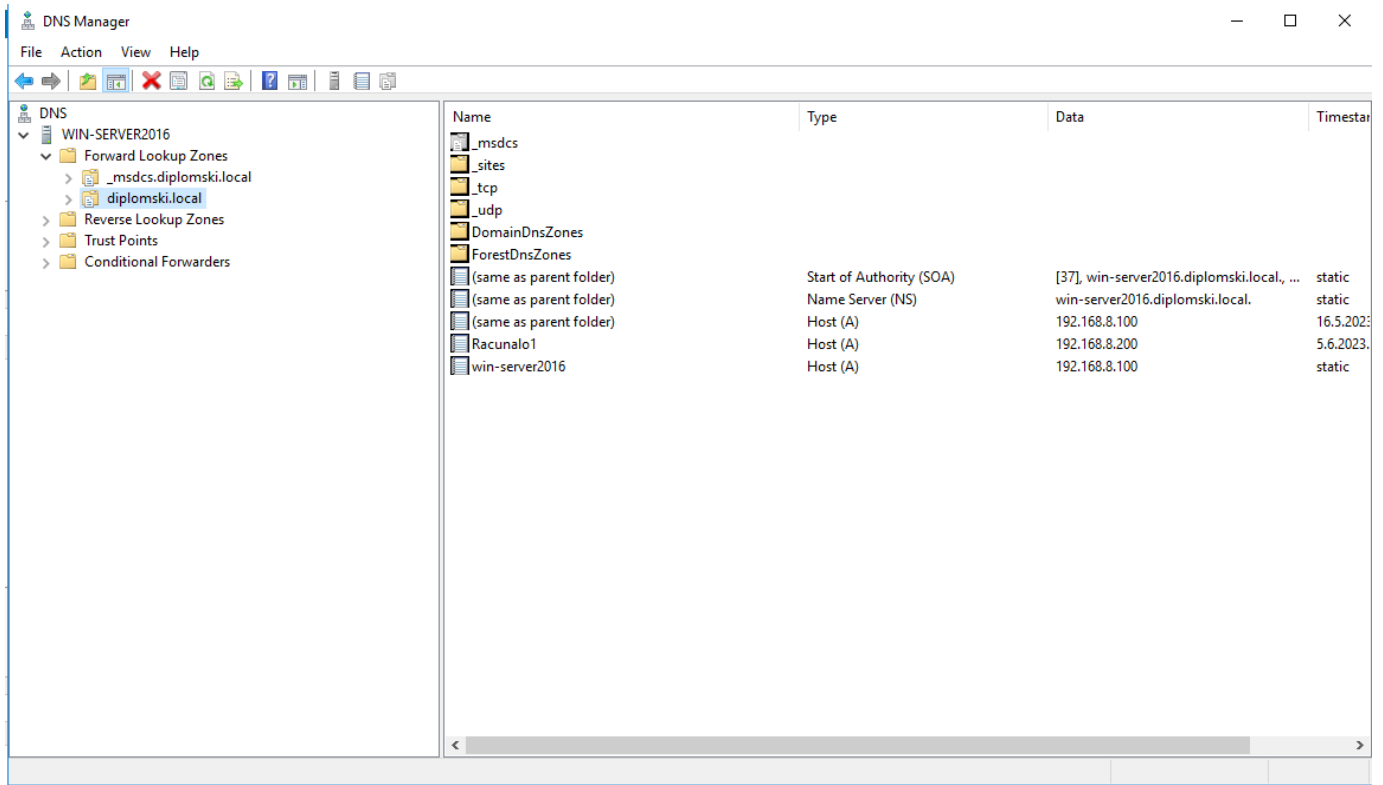 DNS Manager
File Action View Help
DNS
WIN-SERVER2016
Forward Lookup Zones
_msdcs.diplomski.local
diplomski.local
Reverse Lookup Zones
Trust Points
Conditional Forwarders
Name Type Data Timestar
_msdcs
_sites
_tcp
_udp
DomainDnsZones
ForestDnsZones
(same as parent folder) Start of Authority (SOA) [37], win-server2016.diplomski.local., ... static
(same as parent folder) Name Server (NS) win-server2016.diplomski.local. static
(same as parent folder) Host (A) 192.168.8.100 16.5.2023
Racunalo1 Host (A) 192.168.8.200 5.6.2023.
win-server2016 Host (A) 192.168.8.100 static